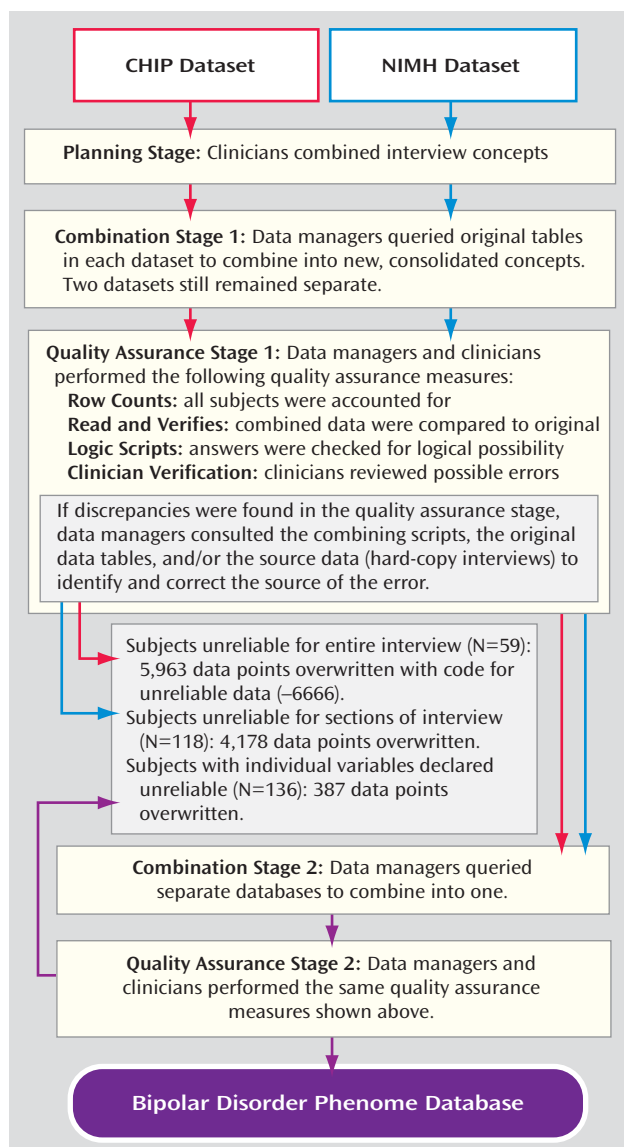 CHIP Dataset
NIMH Dataset
Planning Stage: Clinicians combined interview concepts
Combination Stage 1: Data managers queried original tables
in each dataset to combine into new, consolidated concepts.
Two datasets still remained separate.
Quality Assurance Stage 1: Data managers and clinicians
performed the following quality assurance measures:
Row Counts: all subjects were accounted for
Read and Verifies: combined data were compared to original
Logic Scripts: answers were checked for logical possibility
Clinician Verification: clinicians reviewed possible errors
If discrepancies were found in the quality assurance stage,
data managers consulted the combining scripts, the original
data tables, and/or the source data (hard-copy interviews) to
identify and correct the source of the error.
Subjects unreliable for entire interview (N=59):
5,963 data points overwritten with code for
unreliable data (–6666).
Subjects unreliable for sections of interview
(N=118): 4,178 data points overwritten.
Subjects with individual variables declared
unreliable (N=136): 387 data points
overwritten.
Combination Stage 2: Data managers queried
separate databases to combine into one.
Quality Assurance Stage 2: Data managers and
clinicians performed the same quality assurance
measures shown above.
Bipolar Disorder Phenome Database